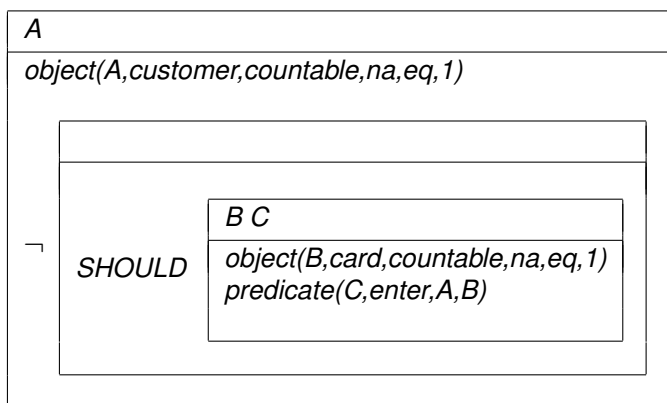 A
object(A,customer,countable,na,eq,1)
B C
object(B,card,countable,na,eq,1)
¬ SHOULD
predicate(C,enter,A,B)